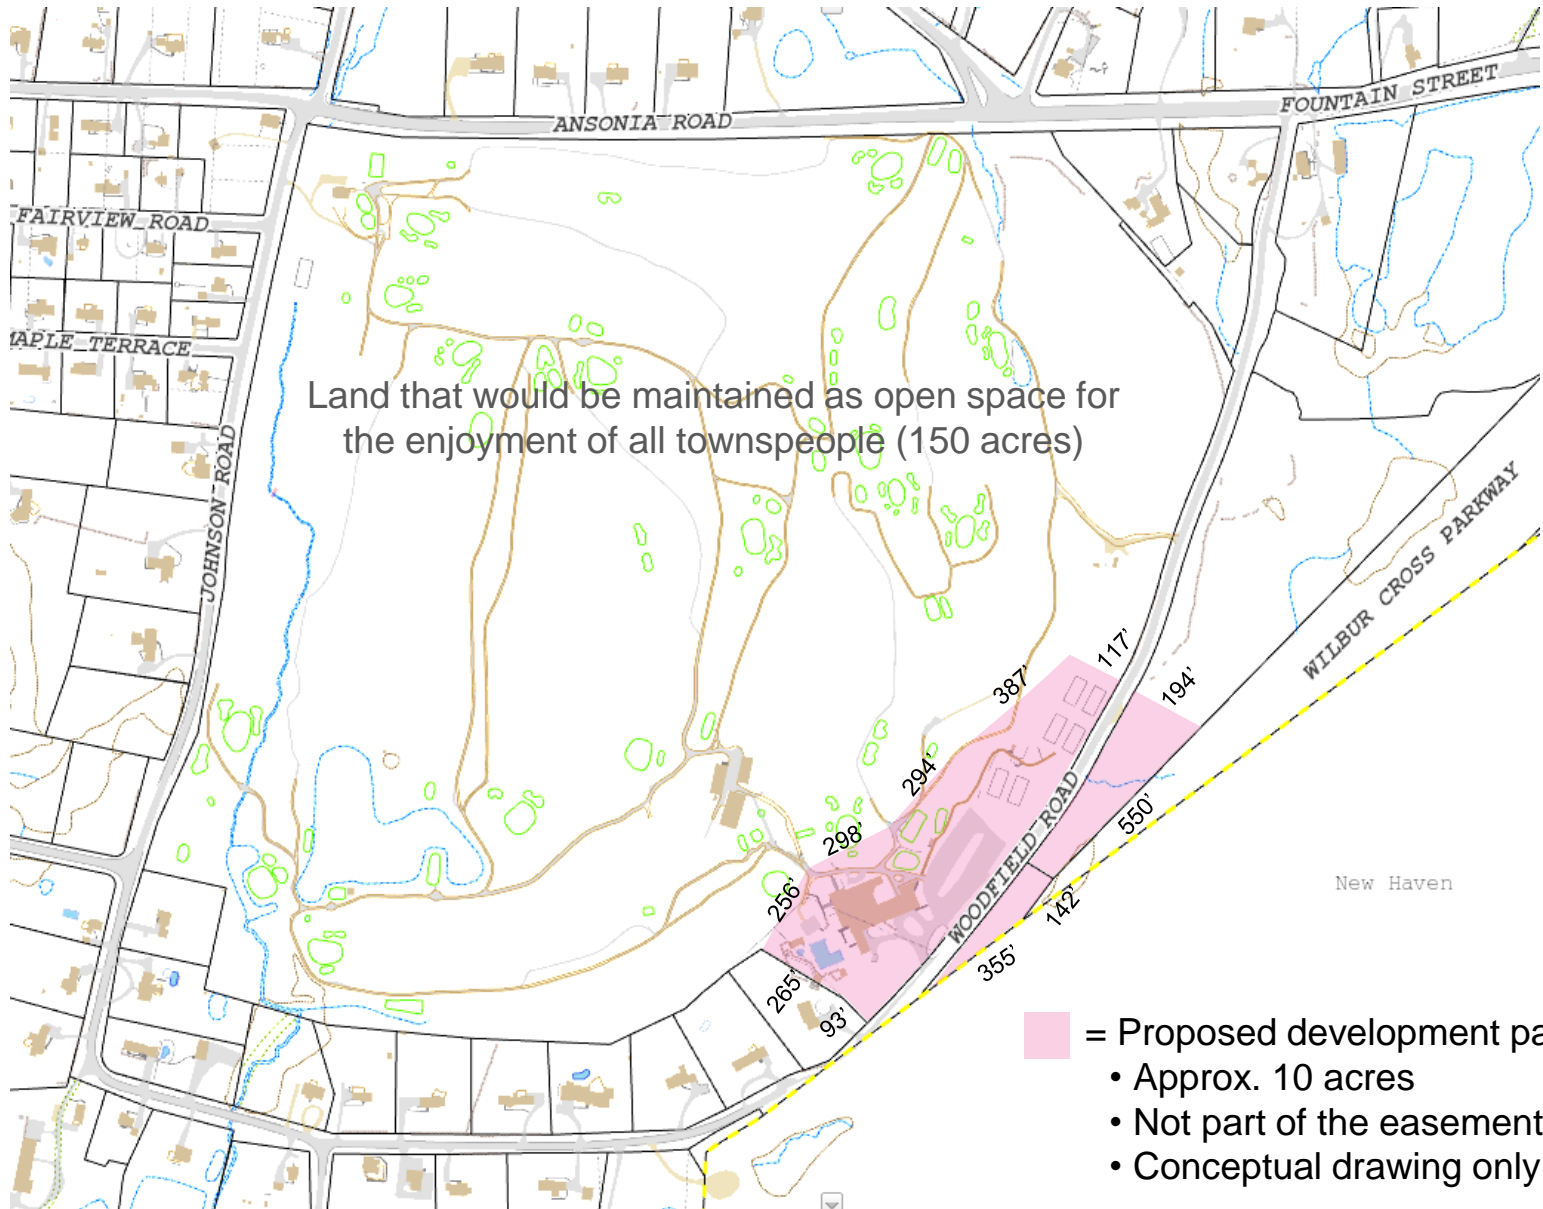 FOUNTAIN STREET
ANSONIA ROAD
FAIRVIEW ROAD
TERRACE
Land that would be maintained as open space for
the enjoyment of all townspeople (150 acres)
JOHNSON ROAD
WILBUR CROSS PARKWAY
117'
387'
194'
294'
550'
298'
WOODFIELD ROAD
256'
142'
New Haven
355'
265'
93'
= Proposed development
• Approx. 10 acres
• Not part of the easement
• Conceptual drawing only